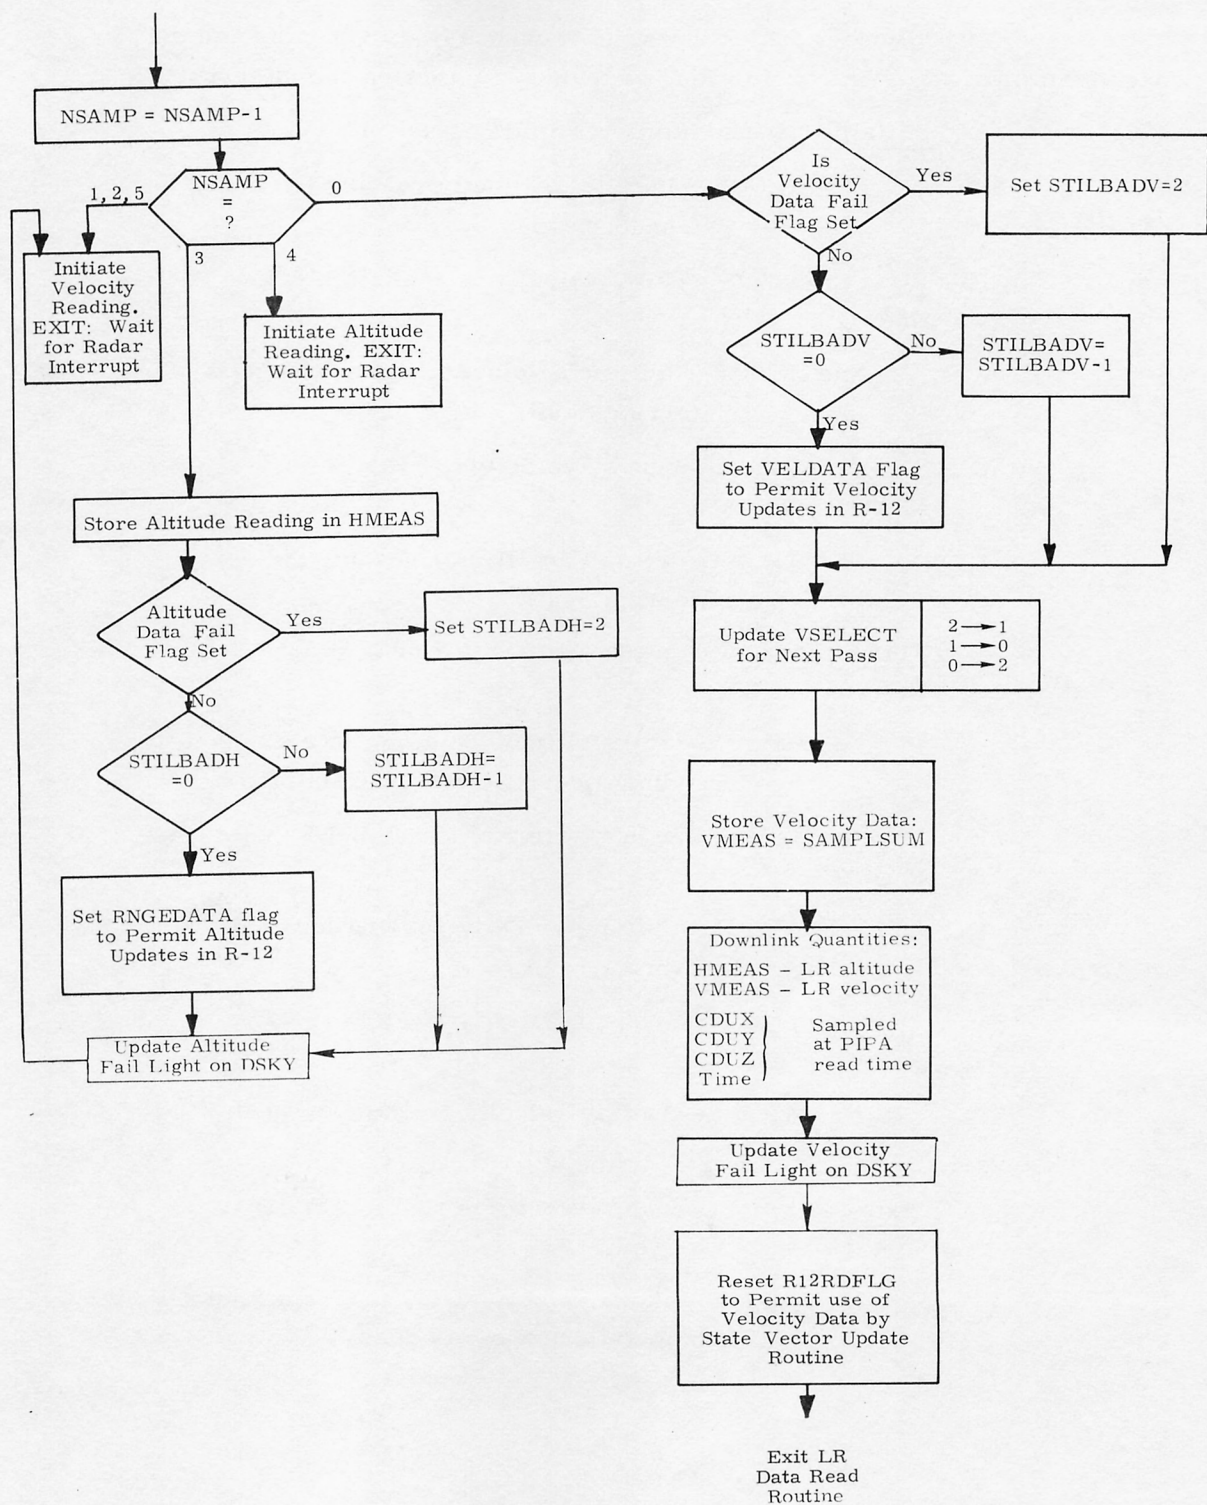 NSAMP = NSAMP-1
NSAMP
=
?
1, 2, 5
0
3
4
Initiate
Velocity
Reading.
EXIT: Wait
for Radar
Interrupt
Initiate Altitude
Reading. EXIT:
Wait for Radar
Interrupt
Store Altitude Reading in HMEAS
Altitude
Data Fail
Flag Set
Yes
Set STILBADH=2
No
STILBADH
=0
No
STILBADH=
STILBADH-1
Yes
Set RNGEDATA flag
to Permit Altitude
Updates in R-12
Update Altitude
Fail Light on DSKY
Is
Velocity
Data Fail
Flag Set
Yes
Set STILBADV=2
No
STILBADV
=0
No
STILBADV=
STILBADV-1
Yes
Set VELDATA Flag
to Permit Velocity
Updates in R-12
Update VSELECT
for Next Pass
2→1
1→0
0→2
Store Velocity Data:
VMEAS = SAMPLSUM
Downlink Quantities:
HMEAS - LR altitude
VMEAS - LR velocity
CDUX
CDUY
CDUZ
Time
Sampled
at PIPA
read time
Update Velocity
Fail Light on DSKY
Reset R12RDFLG
to Permit use of
Velocity Data by
State Vector Update
Routine
Exit LR
Data Read
Routine